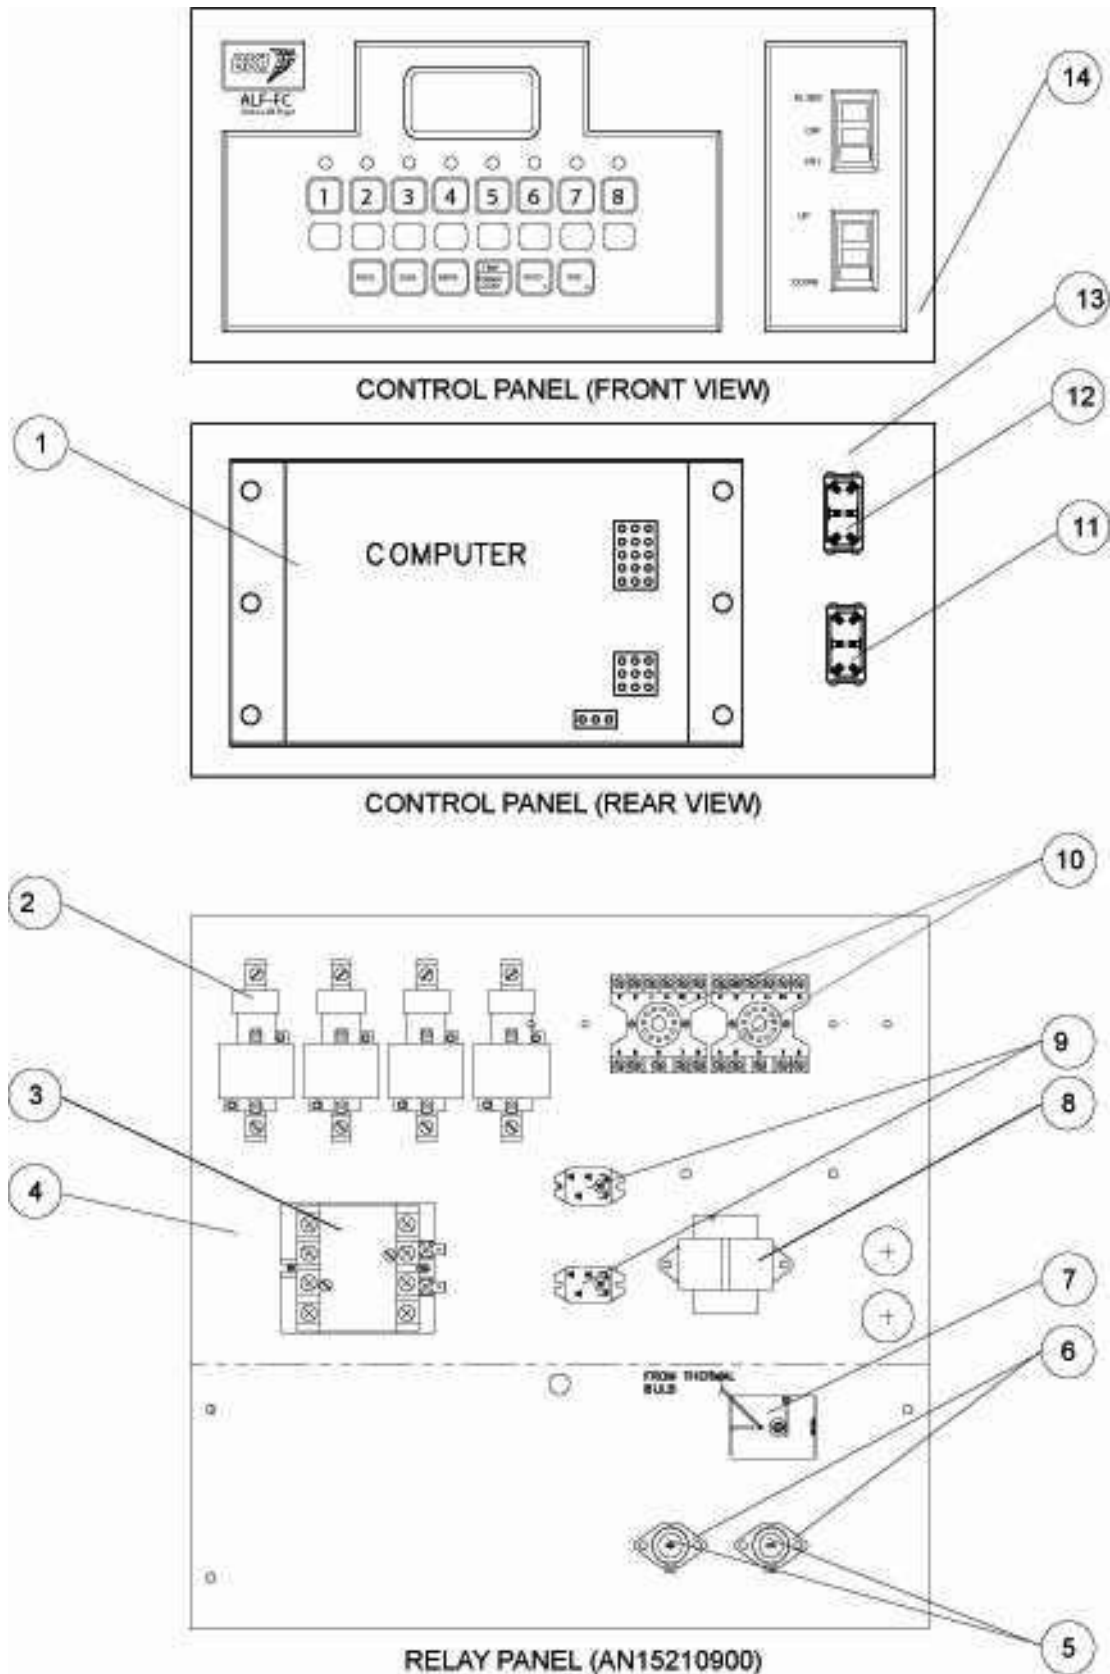 BKI
ALF-FC
OFF
UP
DOWN
1 2 3 4 5 6 7 8
14
CONTROL PANEL (FRONT VIEW)
13
12
1
11
COMPUTER
CONTROL PANEL (REAR VIEW)
10
2
9
3
8
4
7
FROM THERMAL
BULB
6
5
RELAY PANEL (AN15210900)